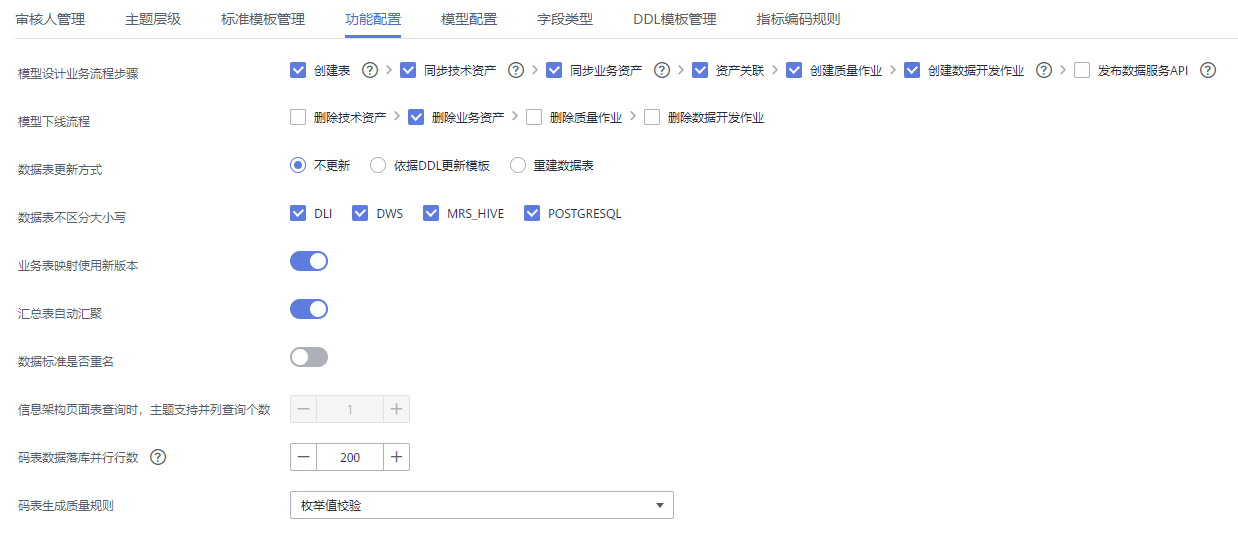 审核人管理 主题层级 标准模板管理 功能配置 模型配置 字段类型 DDL模板管理 指标编码规则
模型设计业务流程步骤 创建表 ? > 同步技术资产 ? > 同步业务资产 ? > 资产关联 > 创建质量作业 > 创建数据开发作业 ? > 发布数据服务API ?
模型下线流程 删除技术资产 > 删除业务资产 > 删除质量作业 > 删除数据开发作业
数据表更新方式 不更新 依据DDL更新模板 重建数据表
数据表不区分大小写 DLI DWS MRS_HIVE POSTGRESQL
业务表映射使用新版本
汇总表自动汇聚
数据标准是否重名
信息架构页面表查询时，主题支持并列查询个数 − 1 +
码表数据落库并行行数 ? − 200 +
码表生成质量规则 枚举值校验